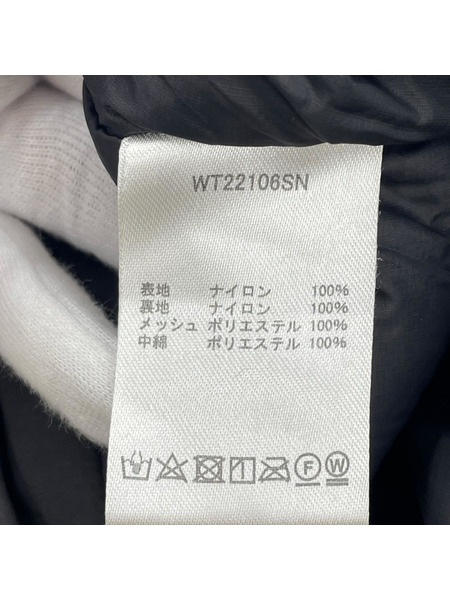 WT22106SN
表地 ナイロン 100%
裏地 ナイロン 100%
メッシュ ポリエステル 100%
中綿 ポリエステル 100%
F W